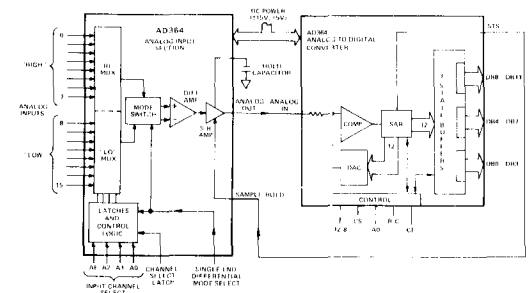 DC POWER
(±15V, 5V)
STS
AD364
ANALOG INPUT
SECTION
AD364
ANALOG TO DIGITAL
CONVERTER
0
"HIGH"
7
ANALOG
INPUTS
8
"LOW"
15
"HI"
MUX
"LO"
MUX
MODE
SWITCH
DIFF
AMP
S/H
AMP
HOLD
CAPACITOR
ANALOG
OUT
ANALOG
IN
COMP
SAR
12
12
DAC
3
STATE
BUFFERS
DB8
DB11
DB4
DB7
DB0
DB3
SAMPLE/HOLD
CONTROL
12/8
CS
A0
R/C
CE
LATCHES
AND
CONTROL
LOGIC
AE
A2
A1
A0
INPUT CHANNEL
SELECT
CHANNEL
SELECT
LATCH
SINGLE END
DIFFERENTIAL
MODE SELECT